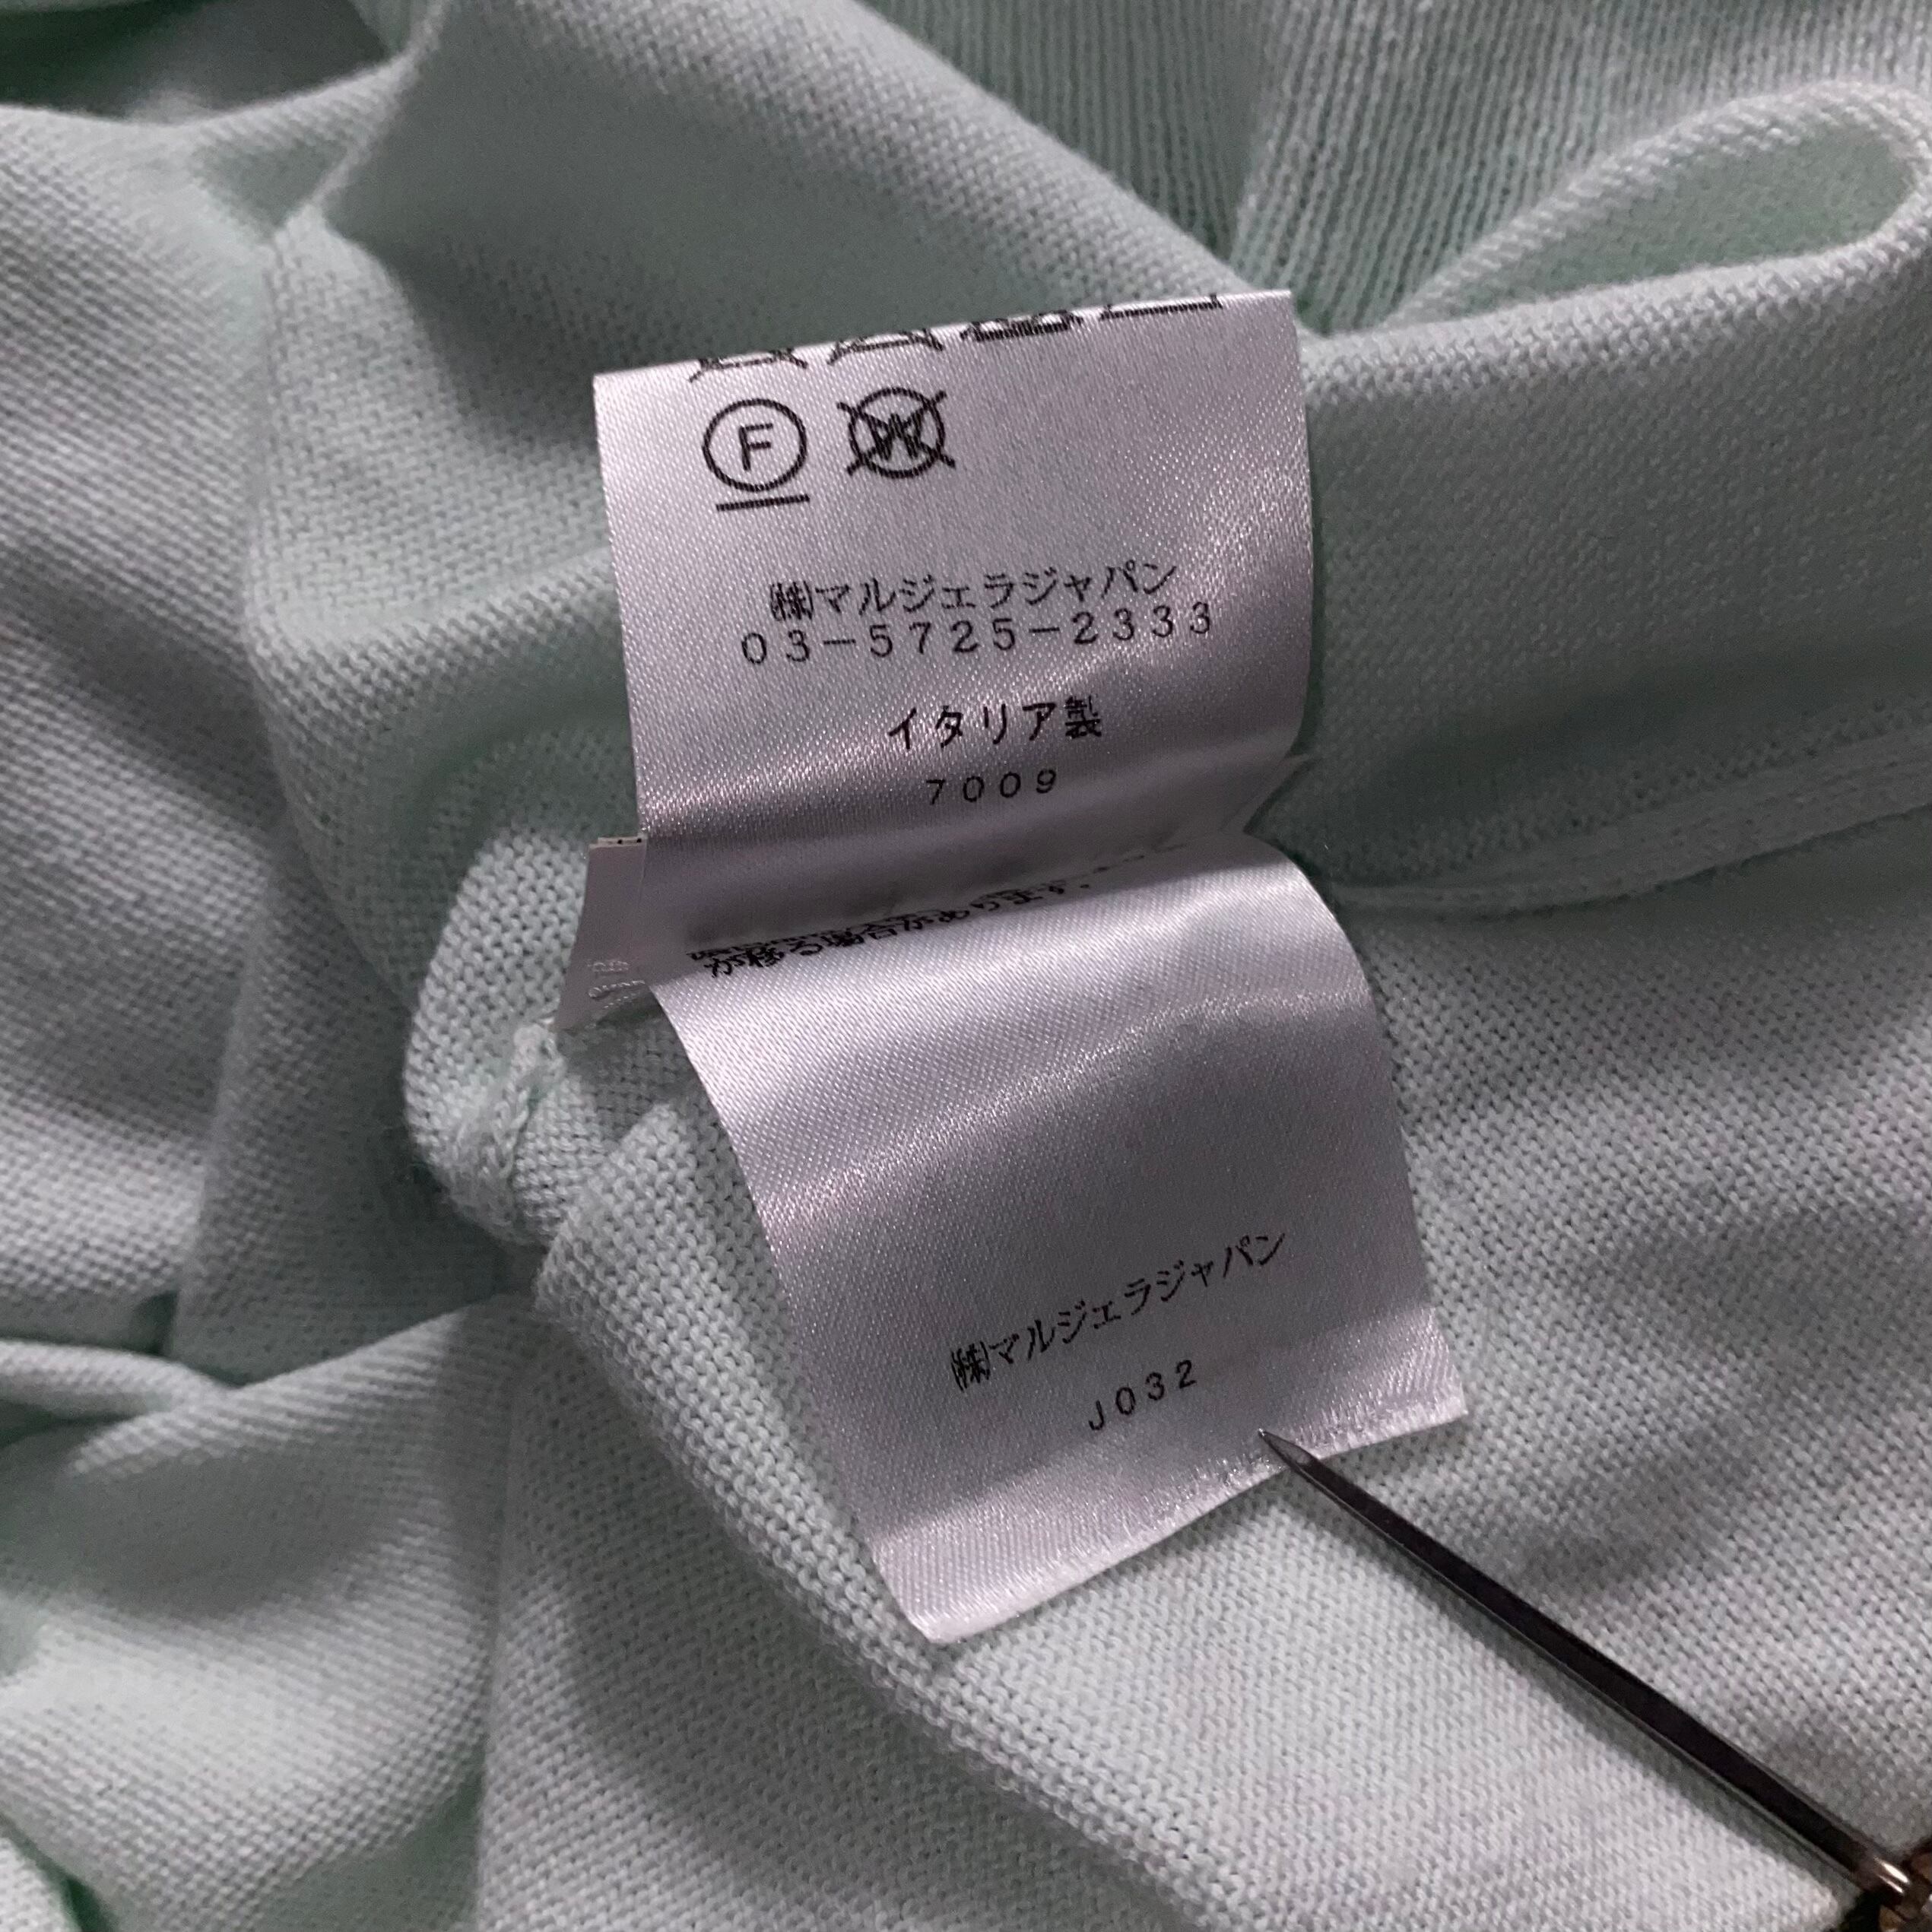 F
W
㈱マルジェラジャパン
03-5725-2333
イタリア製
7009
が移る場合があります。
㈱マルジェラジャパン
J032